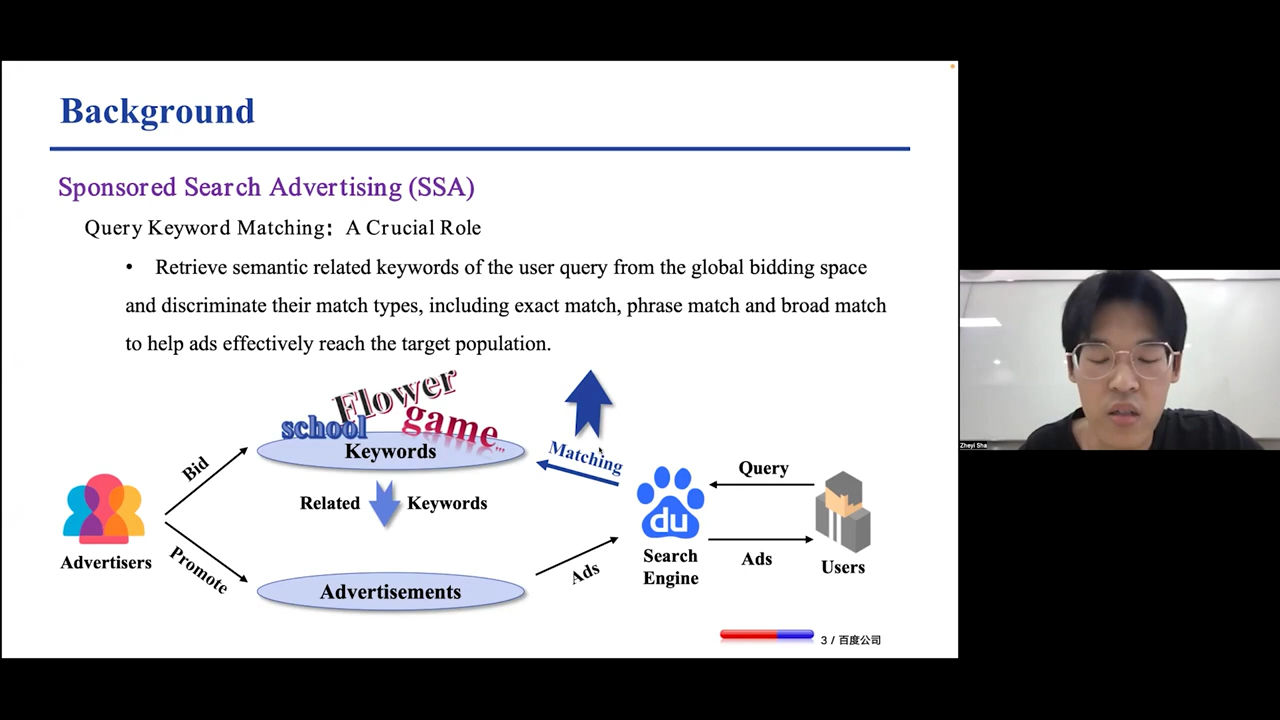 Background
Sponsored Search Advertising (SSA)
Query Keyword Matching: A Crucial Role
• Retrieve semantic related keywords of the user query from the global bidding space
and discriminate their match types, including exact match, phrase match and broad match
to help ads effectively reach the target population.
Flower
school
game...
Keywords
Bid
Matching
Query
Related Keywords
du
Advertisers
Promote
Search
Engine
Ads
Users
Ads
Advertisements
3 / 百度公司
Zheyi Sha